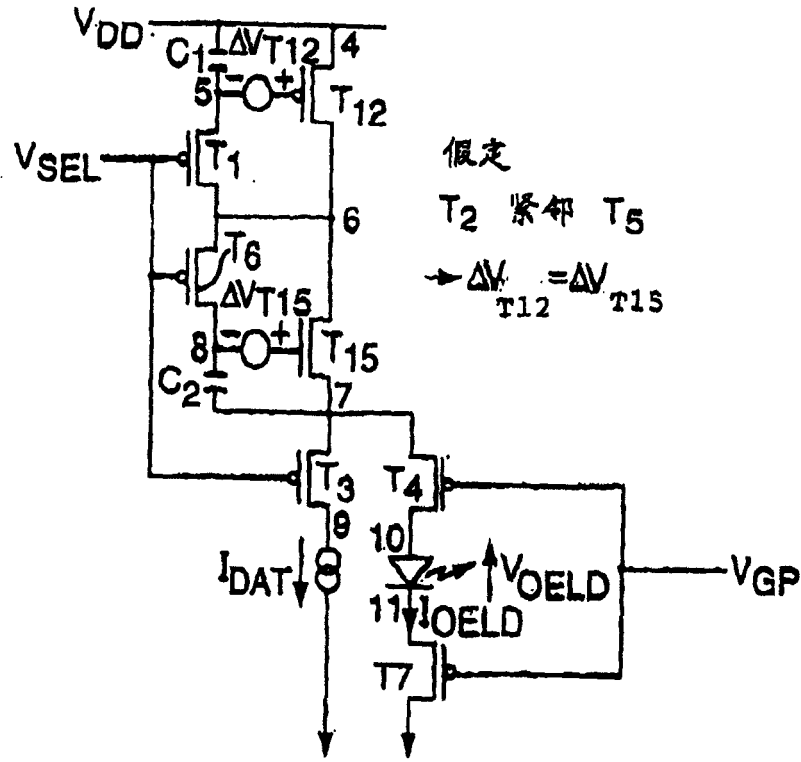 VDD
C1
ΔVT12
4
5
-
+
T12
VSEL
T1
假定
T2 紧邻 T5
→ ΔVT12=ΔVT15
6
T6
ΔVT15
8
-
+
T15
C2
7
T3
T4
9
10
IDAT
VOELD
VGP
11
IOELD
T7